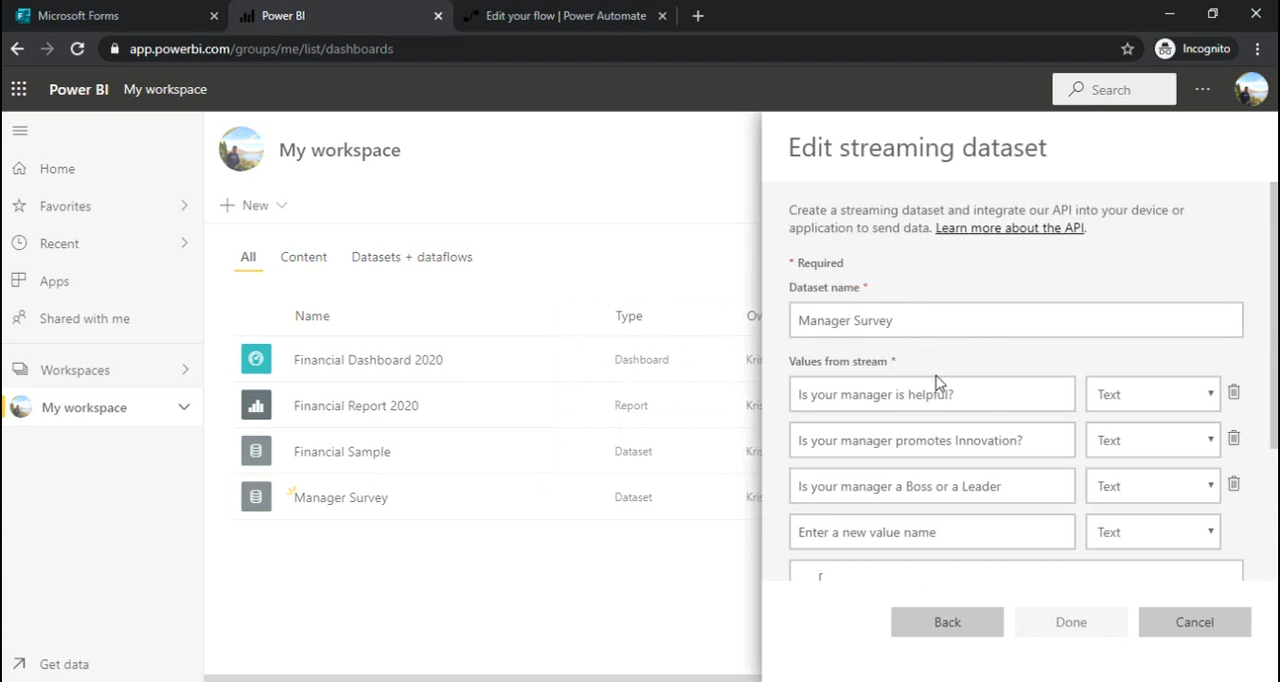 Microsoft Forms
Power BI
Edit your flow | Power Automate
app.powerbi.com/groups/me/list/dashboards
Incognito
Power BI My workspace
Search
Home
Favorites
Recent
Apps
Shared with me
Workspaces
My workspace
Get data
My workspace
New
All Content Datasets + dataflows
Name Type
Financial Dashboard 2020 Dashboard
Financial Report 2020 Report
Financial Sample Dataset
Manager Survey Dataset
Edit streaming dataset
Create a streaming dataset and integrate our API into your device or
application to send data. Learn more about the API.
* Required
Dataset name *
Manager Survey
Values from stream *
Is your manager is helpful? Text
Is your manager promotes Innovation? Text
Is your manager a Boss or a Leader Text
Enter a new value name Text
[
Back Done Cancel